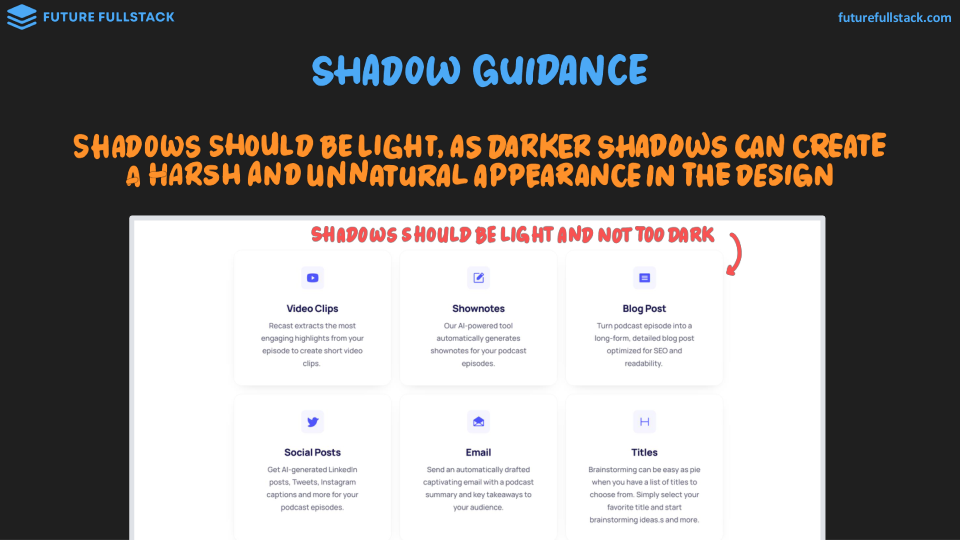 FUTURE FULLSTACK
futurefullstack.com
SHADOW GUIDANCE
SHADOWS SHOULD BE LIGHT, AS DARKER SHADOWS CAN CREATE
A HARSH AND UNNATURAL APPEARANCE IN THE DESIGN
SHADOWS SHOULD BE LIGHT AND NOT TOO DARK
Video Clips
Recast extracts the most
engaging highlights from your
episode to create short video
clips.
Shownotes
Our AI-powered tool
automatically generates
shownotes for your podcast
episodes.
Blog Post
Turn podcast episode into a
long-form, detailed blog post
optimized for SEO and
readability.
Social Posts
Get AI-generated LinkedIn
posts, Tweets, Instagram
captions and more for your
podcast episodes.
Email
Send an automatically drafted
captivating email with a podcast
summary and key takeaways to
your audience.
Titles
Brainstorming can be easy as pie
when you have a list of titles to
choose from. Simply select your
favorite title and start
brainstorming ideas.s and more.